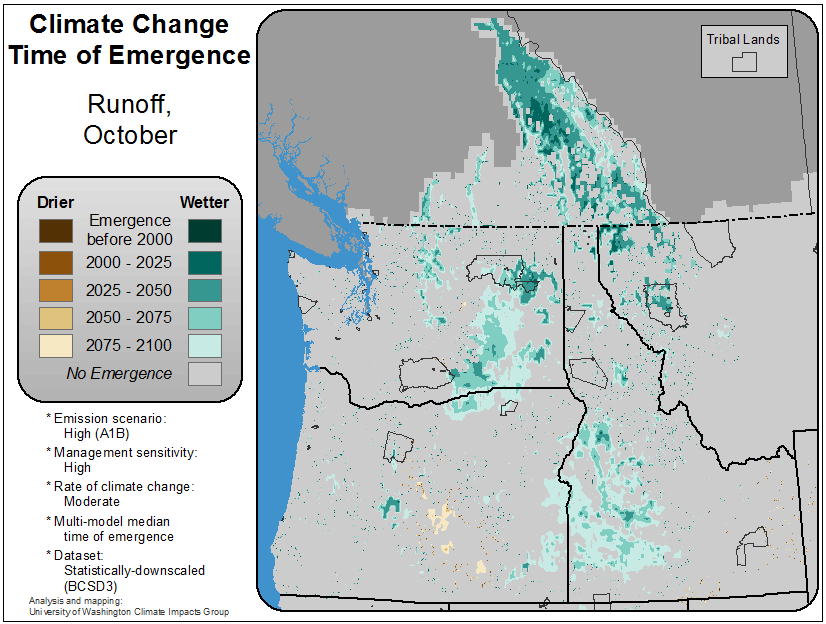 Climate Change
Time of Emergence
Runoff,
October
Drier
Wetter
Emergence
before 2000
2000 - 2025
2025 - 2050
2050 - 2075
2075 - 2100
No Emergence
* Emission scenario:
High (A1B)
* Management sensitivity:
High
* Rate of climate change:
Moderate
* Multi-model median
time of emergence
* Dataset:
Statistically-downscaled
(BCSD3)
Analysis and mapping:
University of Washington Climate Impacts Group
Tribal Lands